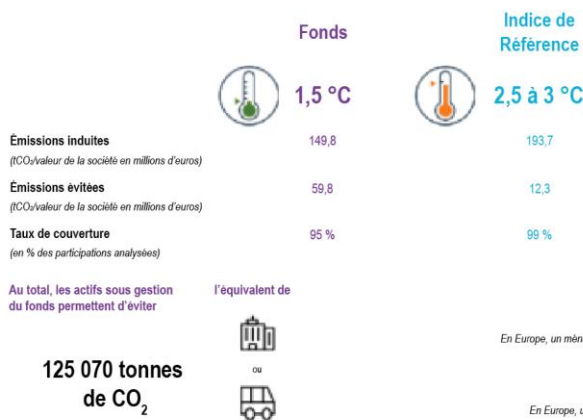 Fonds
Indice de
Référence
1,5 °C
2,5 à 3 °C
Émissions induites
149,8
193,7
(tCO₂/valeur de la société en millions d'euros)
Émissions évitées
59,8
12,3
(tCO₂/valeur de la société en millions d'euros)
Taux de couverture
95 %
99 %
(en % des participations analysées)
Au total, les actifs sous gestion
du fonds permettent d'éviter
l'équivalent de
En Europe, un
ou
125 070 tonnes
de CO₂
En Europe,